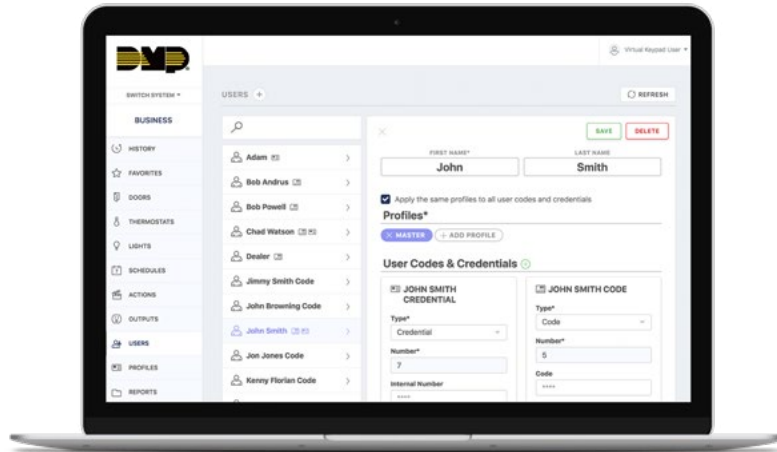 DMP
Virtual Keypad User
SWITCH SYSTEM
USERS +
REFRESH
BUSINESS
SAVE
DELETE
HISTORY
FAVORITES
DOORS
THERMOSTATS
LIGHTS
SCHEDULES
ACTIONS
OUTPUTS
USERS
PROFILES
REPORTS
Adam
Bob Andrus
Bob Powell
Chad Watson
Dealer
Jimmy Smith Code
John Browning Code
John Smith
Jon Jones Code
Kenny Florian Code
FIRST NAME*
LAST NAME
John
Smith
Apply the same profiles to all user codes and credentials
Profiles*
× MASTER
+ ADD PROFILE
User Codes & Credentials
JOHN SMITH
CREDENTIAL
Type*
Credential
Number*
7
Internal Number
****
JOHN SMITH CODE
Type*
Code
Number*
5
Code
****